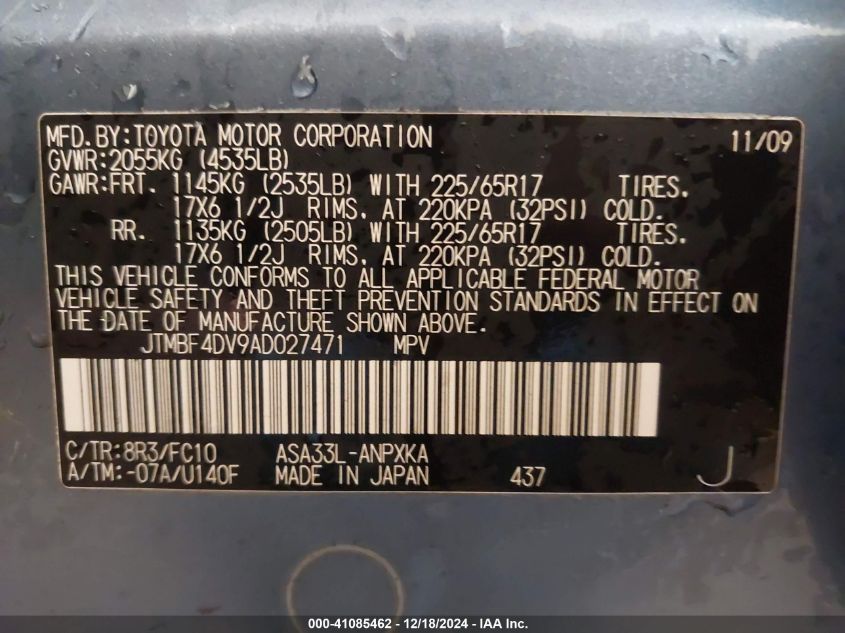 MFD.BY:TOYOTA MOTOR CORPORATION 11/09
GVWR:2055KG (4535LB)
GAWR:FRT. 1145KG (2535LB) WITH 225/65R17 TIRES.
17X6 1/2J RIMS. AT 220KPA (32PSI) COLD.
RR. 1135KG (2505LB) WITH 225/65R17 TIRES.
17X6 1/2J RIMS. AT 220KPA (32PSI) COLD.
THIS VEHICLE CONFORMS TO ALL APPLICABLE FEDERAL MOTOR
VEHICLE SAFETY AND THEFT PREVENTION STANDARDS IN EFFECT ON
THE DATE OF MANUFACTURE SHOWN ABOVE.
JTMBF4DV9AD027471 MPV
C/TR:8R3/FC10 ASA33L-ANPXKA
A/TM:-07A/U140F MADE IN JAPAN 437 J
000-41085462 - 12/18/2024 - IAA Inc.